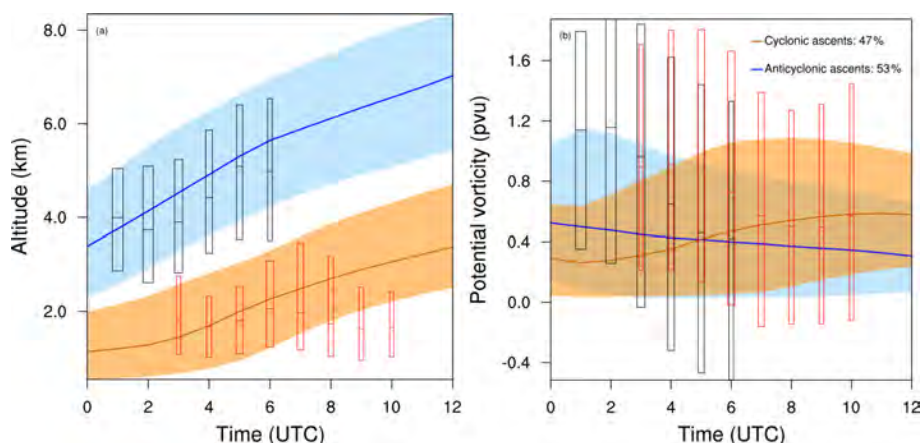 (a)
8.0
6.0
4.0
2.0
Altitude (km)
0 2 4 6 8 10 12
Time (UTC)
(b)
Cyclonic ascents: 47%
Anticyclonic ascents: 53%
1.6
1.2
0.8
0.4
0.0
-0.4
Potential vorticity (pvu)
0 2 4 6 8 10 12
Time (UTC)